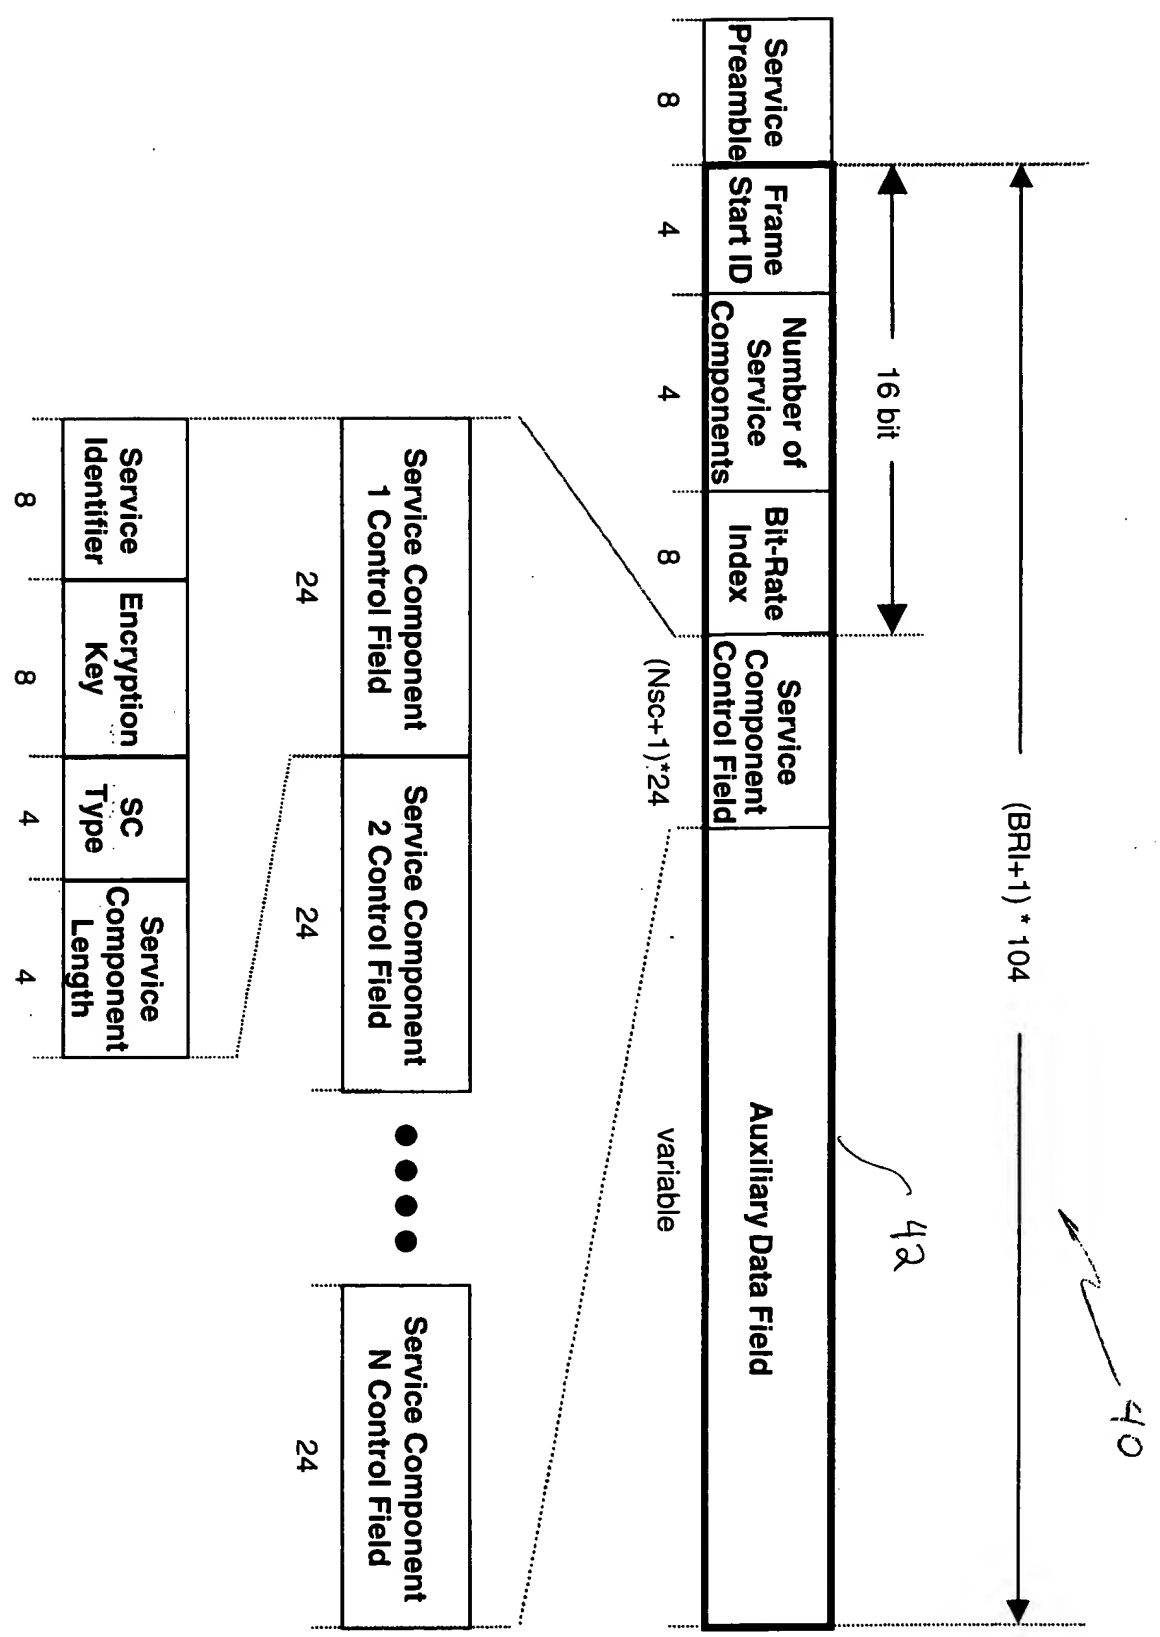 40
(BRI+1) * 104
42
16 bit
Service
Preamble
Frame
Start ID
Number of
Service
Components
Bit-Rate
Index
Service
Component
Control Field
Auxiliary Data Field
8
4
4
8
(Nsc+1)*24
variable
Service Component
1 Control Field
Service Component
2 Control Field
Service Component
N Control Field
24
24
24
Service
Identifier
Encryption
Key
SC
Type
Service
Component
Length
8
8
4
4